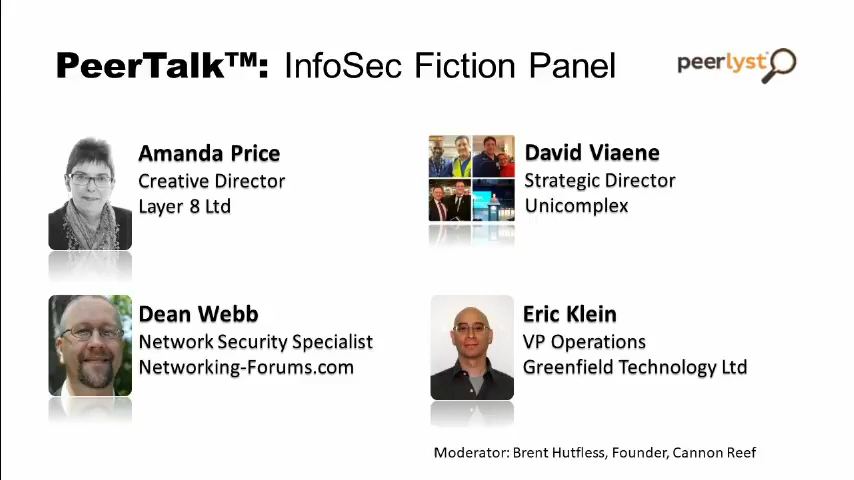 PeerTalk™: InfoSec Fiction Panel
peerlyst
Amanda Price
Creative Director
Layer 8 Ltd
David Viaene
Strategic Director
Unicomplex
Dean Webb
Network Security Specialist
Networking-Forums.com
Eric Klein
VP Operations
Greenfield Technology Ltd
Moderator: Brent Hutfless, Founder, Cannon Reef